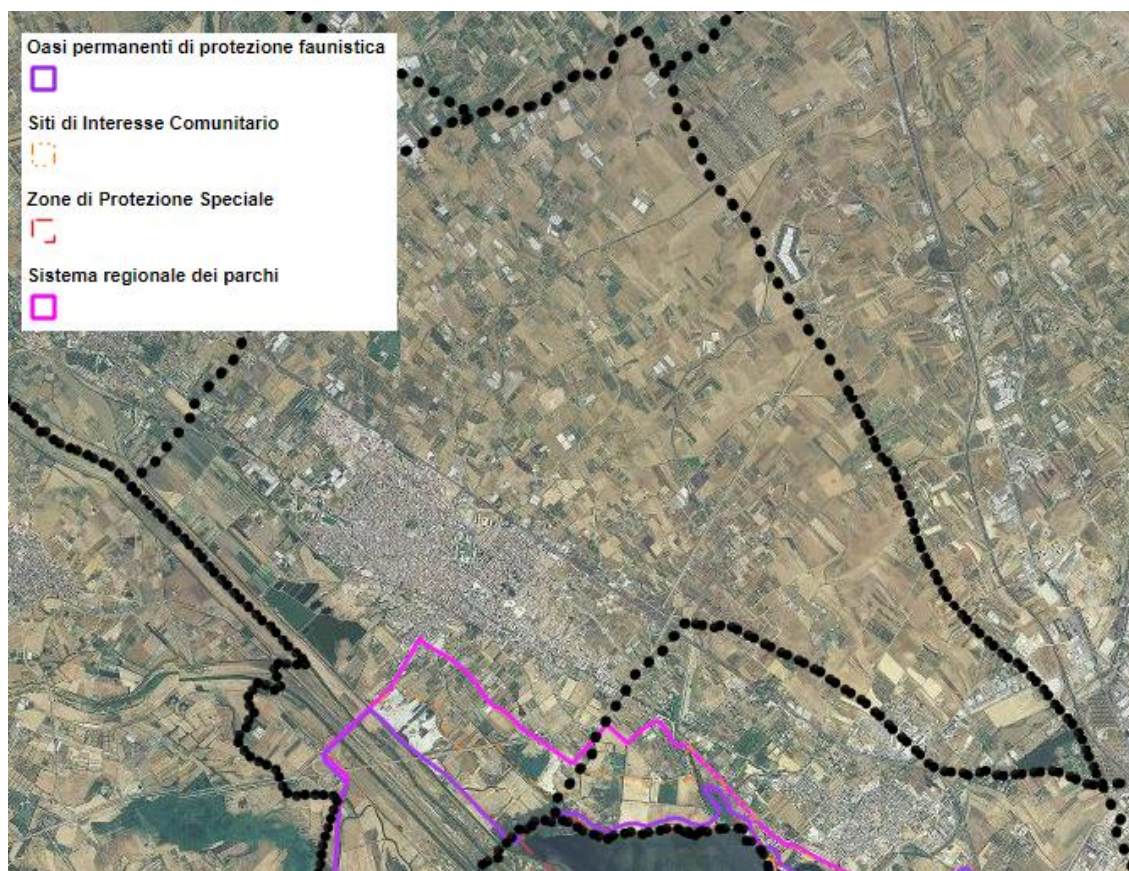 Oasi permanenti di protezione faunistica
Siti di Interesse Comunitario
Zone di Protezione Speciale
Sistema regionale dei parchi